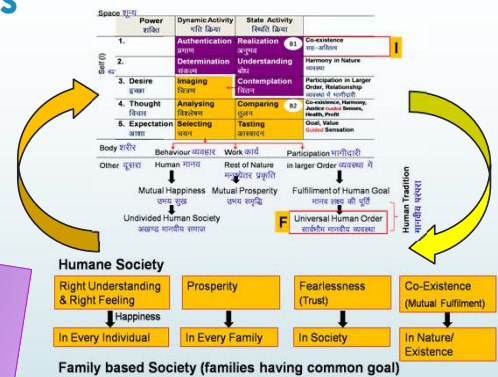 S
Space शून्य
Power Dynamic Activity State Activity
शक्ति गति क्रिया स्थिति क्रिया
Self (I)
1. Authentication Realization B1 Co-existence I
प्रमाण अनुभव सह-अस्तित्व
2. Determination Understanding Harmony in Nature
संकल्प बोध व्यवस्था
3. Desire Imaging Contemplation Participation in Larger
Order, Relationship
इच्छा चित्रण चिंतन व्यवस्था में भागीदारी
4. Thought Analysing Comparing B2 Co-existence, Harmony,
Justice Guided Senses,
विचार विश्लेषण तुलन Health, Profit
5. Expectation Selecting Tasting Goal, Value
आशा चयन आस्वादन Guided Sensation
Body शरीर Behaviour व्यवहार Work कार्य Participation भागीदारी
Other दूसरा Human मानव Rest of Nature in larger Order व्यवस्था में
मनुष्येतर प्रकृति
Mutual Happiness Mutual Prosperity Fulfillment of Human Goal
उभय सुख उभय समृद्धि मानव लक्ष्य की पूर्ति
Undivided Human Society F Universal Human Order
अखण्ड मानवीय समाज सार्वभौम मानवीय व्यवस्था
Human Tradition
मानवीय परंपरा
Humane Society
Right Understanding Prosperity Fearlessness Co-Existence
& Right Feeling (Trust) (Mutual Fulfilment)
Happiness
In Every Individual In Every Family In Society In Nature/
Existence
Family based Society (families having common goal)